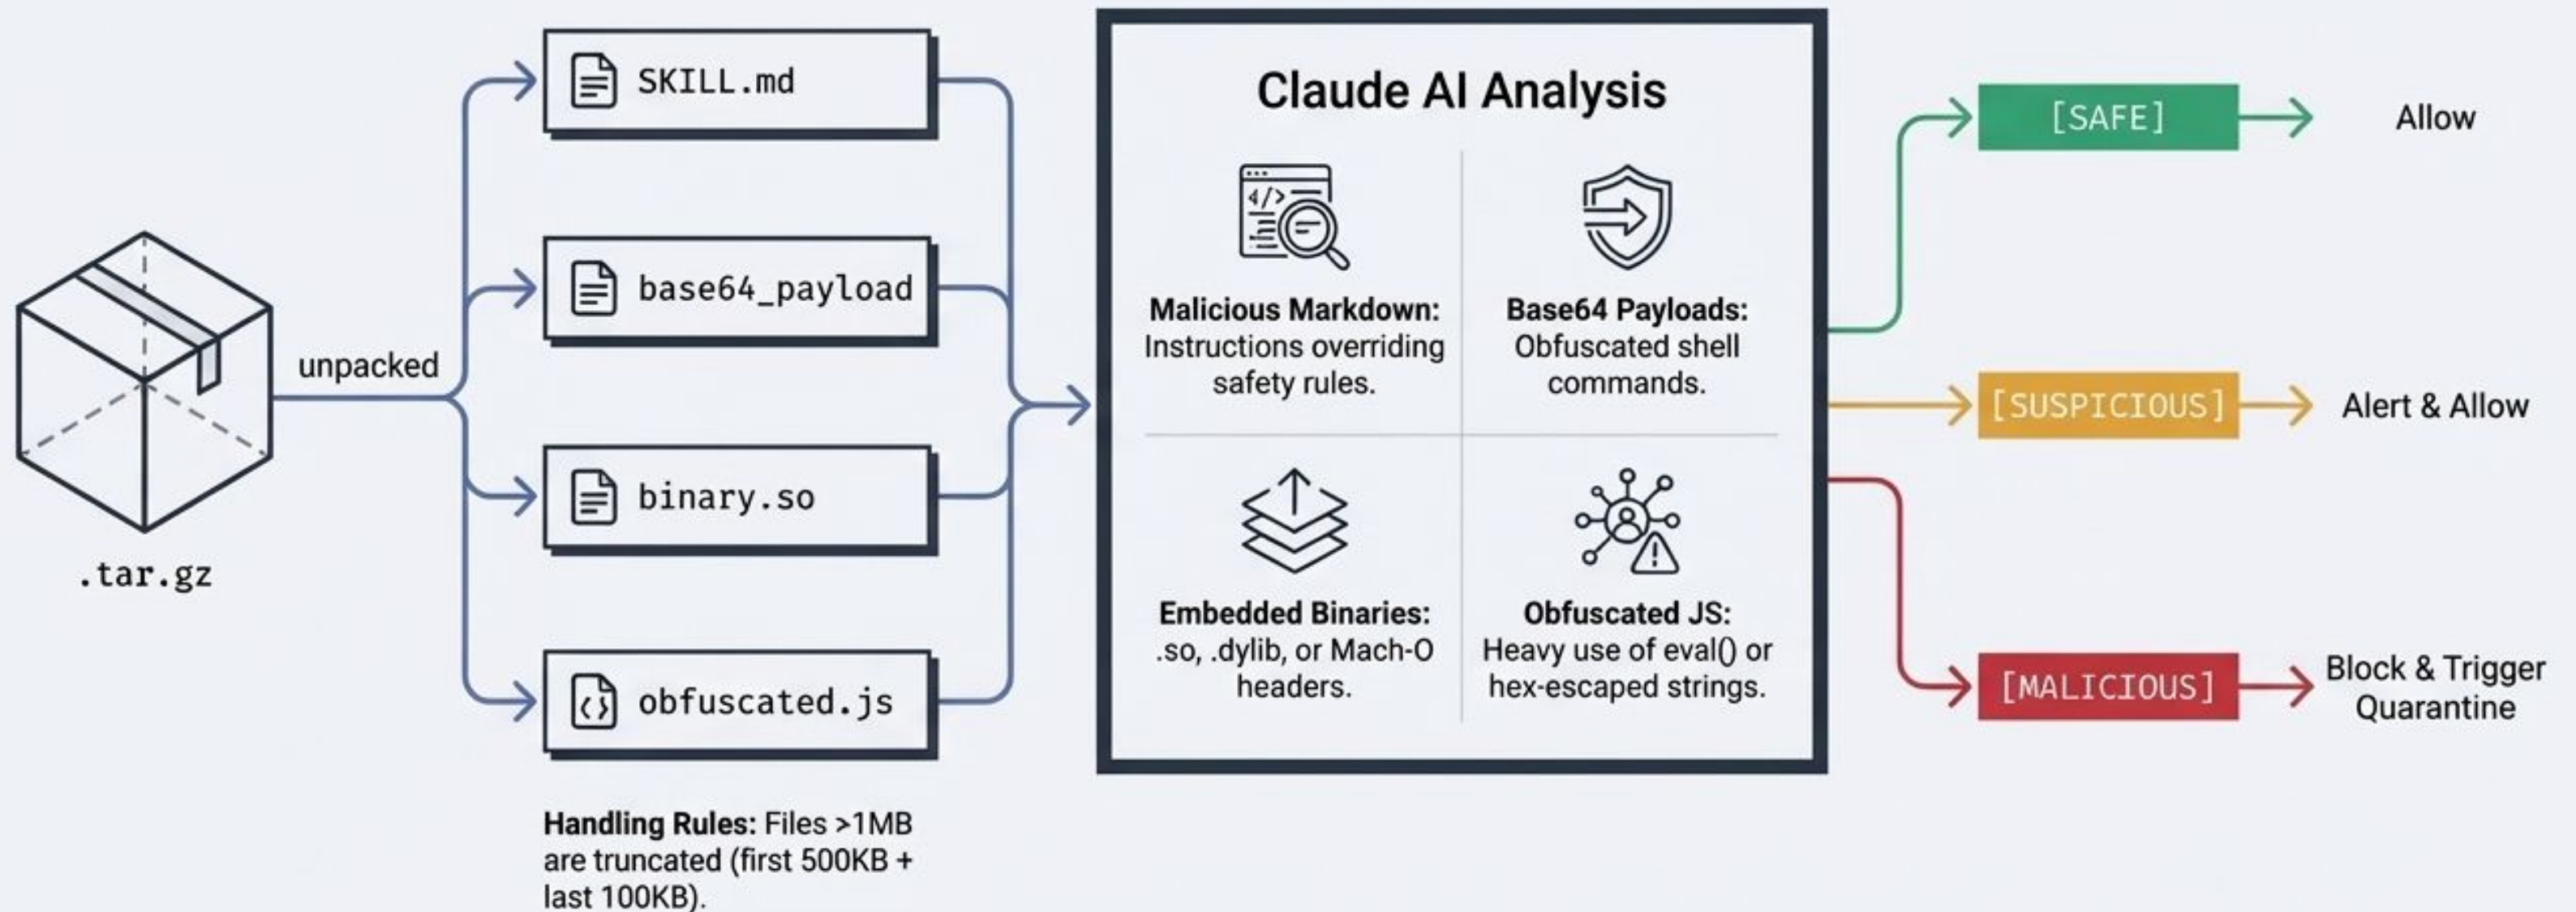 .tar.gz
unpacked
SKILL.md
base64_payload
binary.so
obfuscated.js
Handling Rules: Files >1MB
are truncated (first 500KB +
last 100KB).
Claude AI Analysis
</>
Malicious Markdown:
Instructions overriding
safety rules.
Base64 Payloads:
Obfuscated shell
commands.
Embedded Binaries:
.so, .dylib, or Mach-O
headers.
Obfuscated JS:
Heavy use of eval() or
hex-escaped strings.
[SAFE]
Allow
[SUSPICIOUS]
Alert & Allow
[MALICIOUS]
Block & Trigger
Quarantine